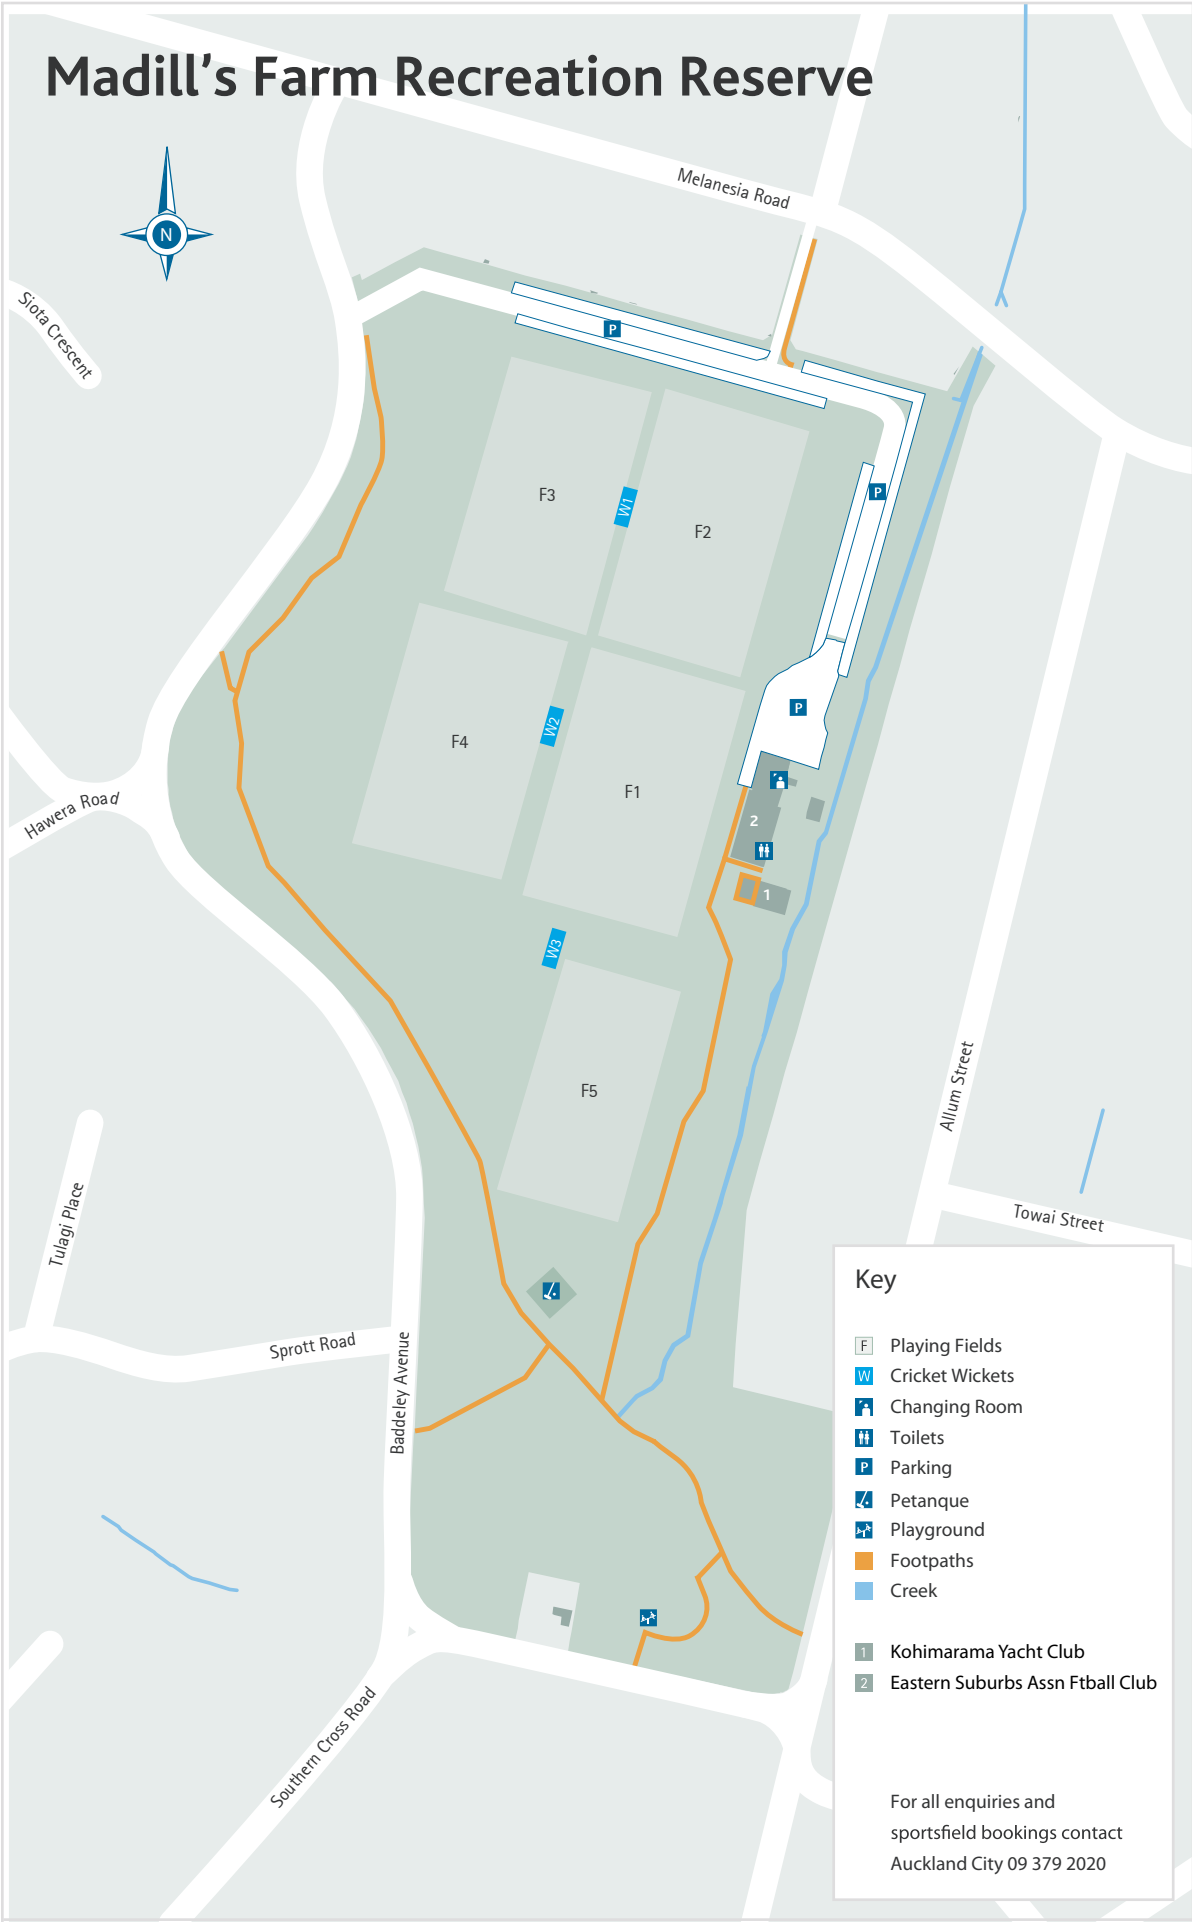 Madill's Farm Recreation Reserve
Melanesia Road
N
Siota Crescent
P
P
F3
W1
F2
W2
F4
P
F1
2
1
Hawera Road
W3
F5
Allum Street
Tulagi Place
Towai Street
Sprott Road
Baddeley Avenue
Southern Cross Road
Key
F Playing Fields
W Cricket Wickets
Changing Room
Toilets
P Parking
Petanque
Playground
Footpaths
Creek
1 Kohimarama Yacht Club
2 Eastern Suburbs Assn Ftball Club
For all enquiries and
sportsfield bookings contact
Auckland City 09 379 2020